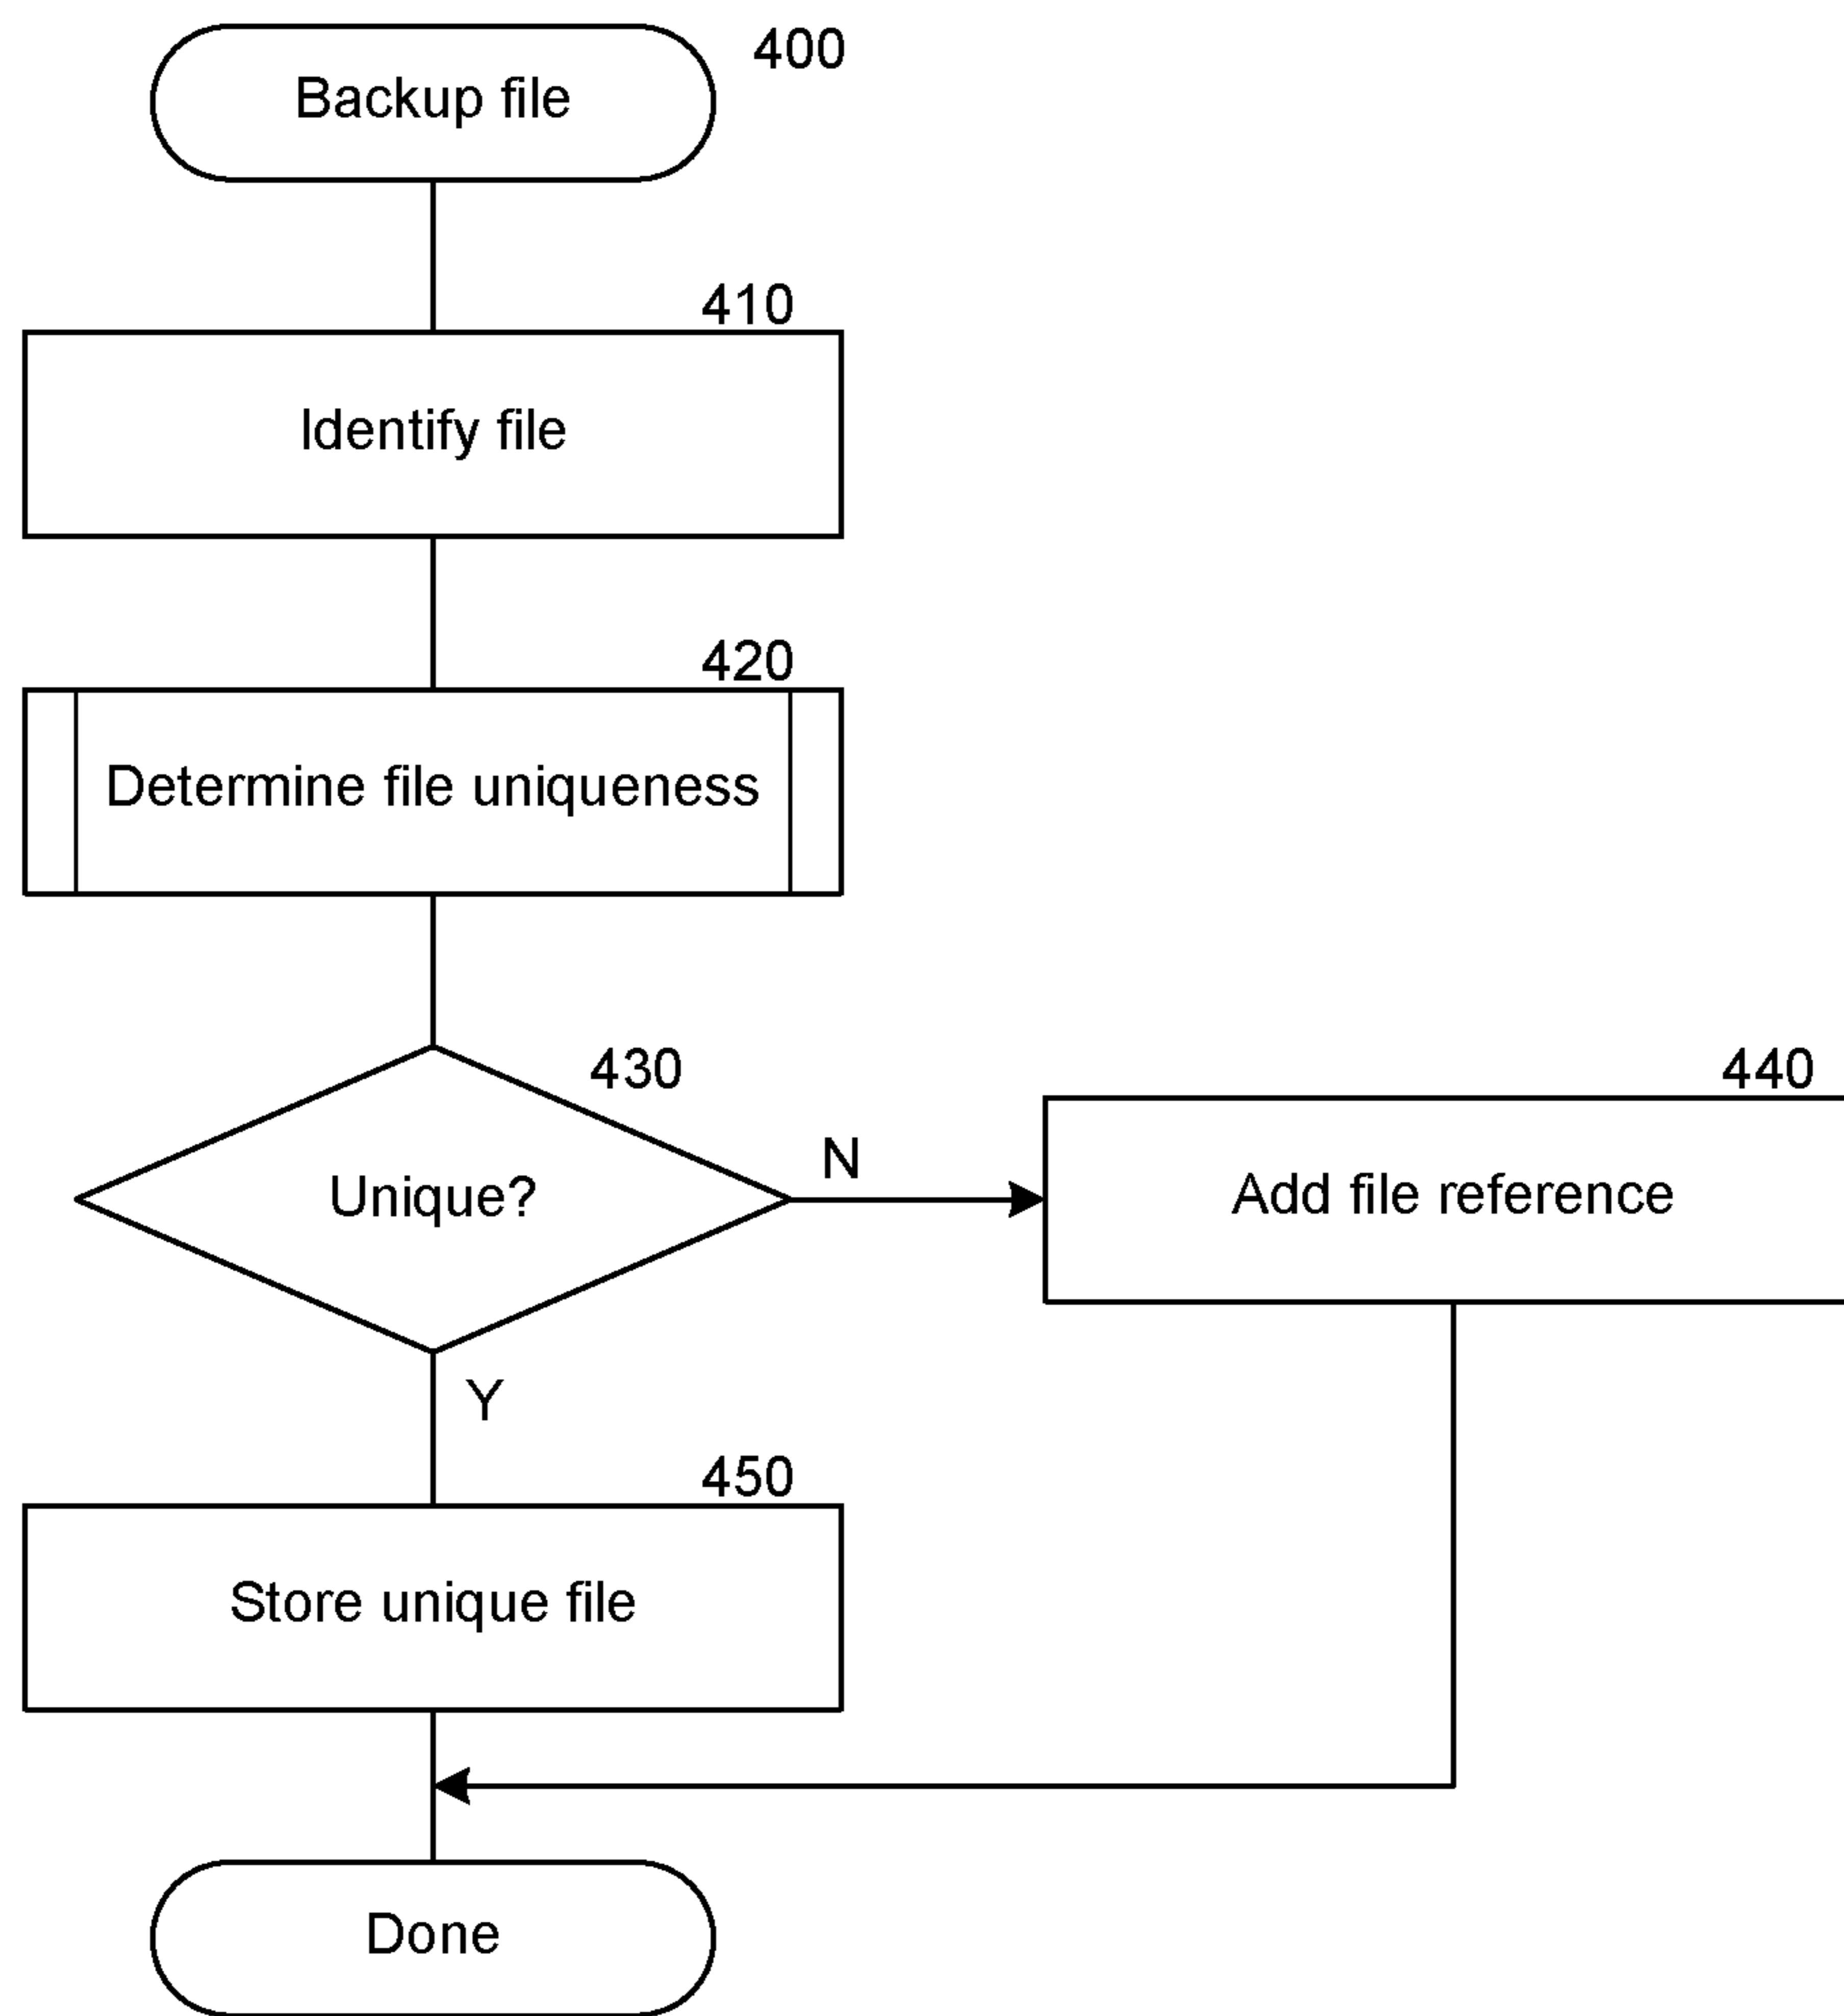 400
Backup file
410
Identify file
420
Determine file uniqueness
430
Unique?
N
440
Add file reference
Y
450
Store unique file
Done